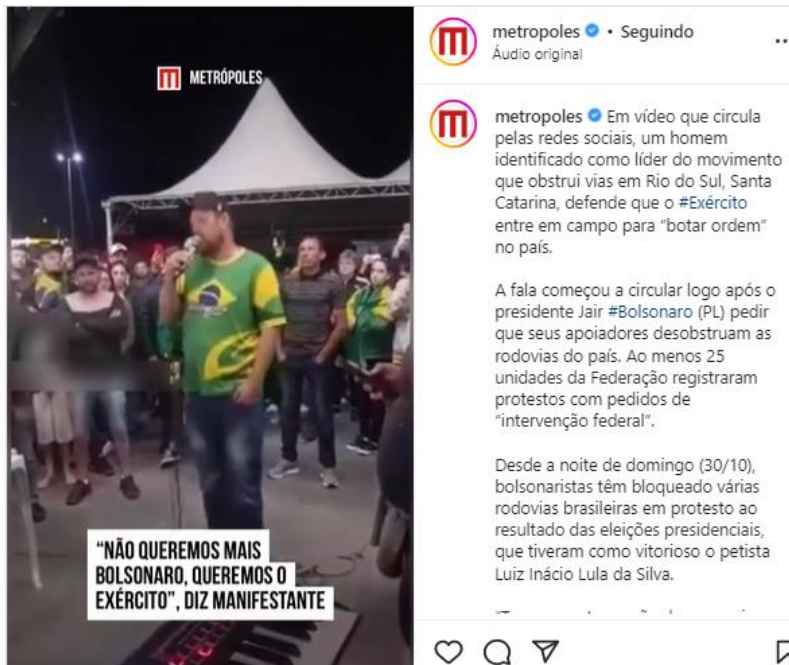 METRÓPOLES
"NÃO QUEREMOS MAIS
BOLSONARO, QUEREMOS O
EXÉRCITO", DIZ MANIFESTANTE
metropoles • Seguindo
Áudio original
metropoles Em vídeo que circula
pelas redes sociais, um homem
identificado como líder do movimento
que obstrui vias em Rio do Sul, Santa
Catarina, defende que o #Exército
entre em campo para “botar ordem”
no país.
A fala começou a circular logo após o
presidente Jair #Bolsonaro (PL) pedir
que seus apoiadores desobstruam as
rodovias do país. Ao menos 25
unidades da Federação registraram
protestos com pedidos de
“intervenção federal”.
Desde a noite de domingo (30/10),
bolsonaristas têm bloqueado várias
rodovias brasileiras em protesto ao
resultado das eleições presidenciais,
que tiveram como vitorioso o petista
Luiz Inácio Lula da Silva.